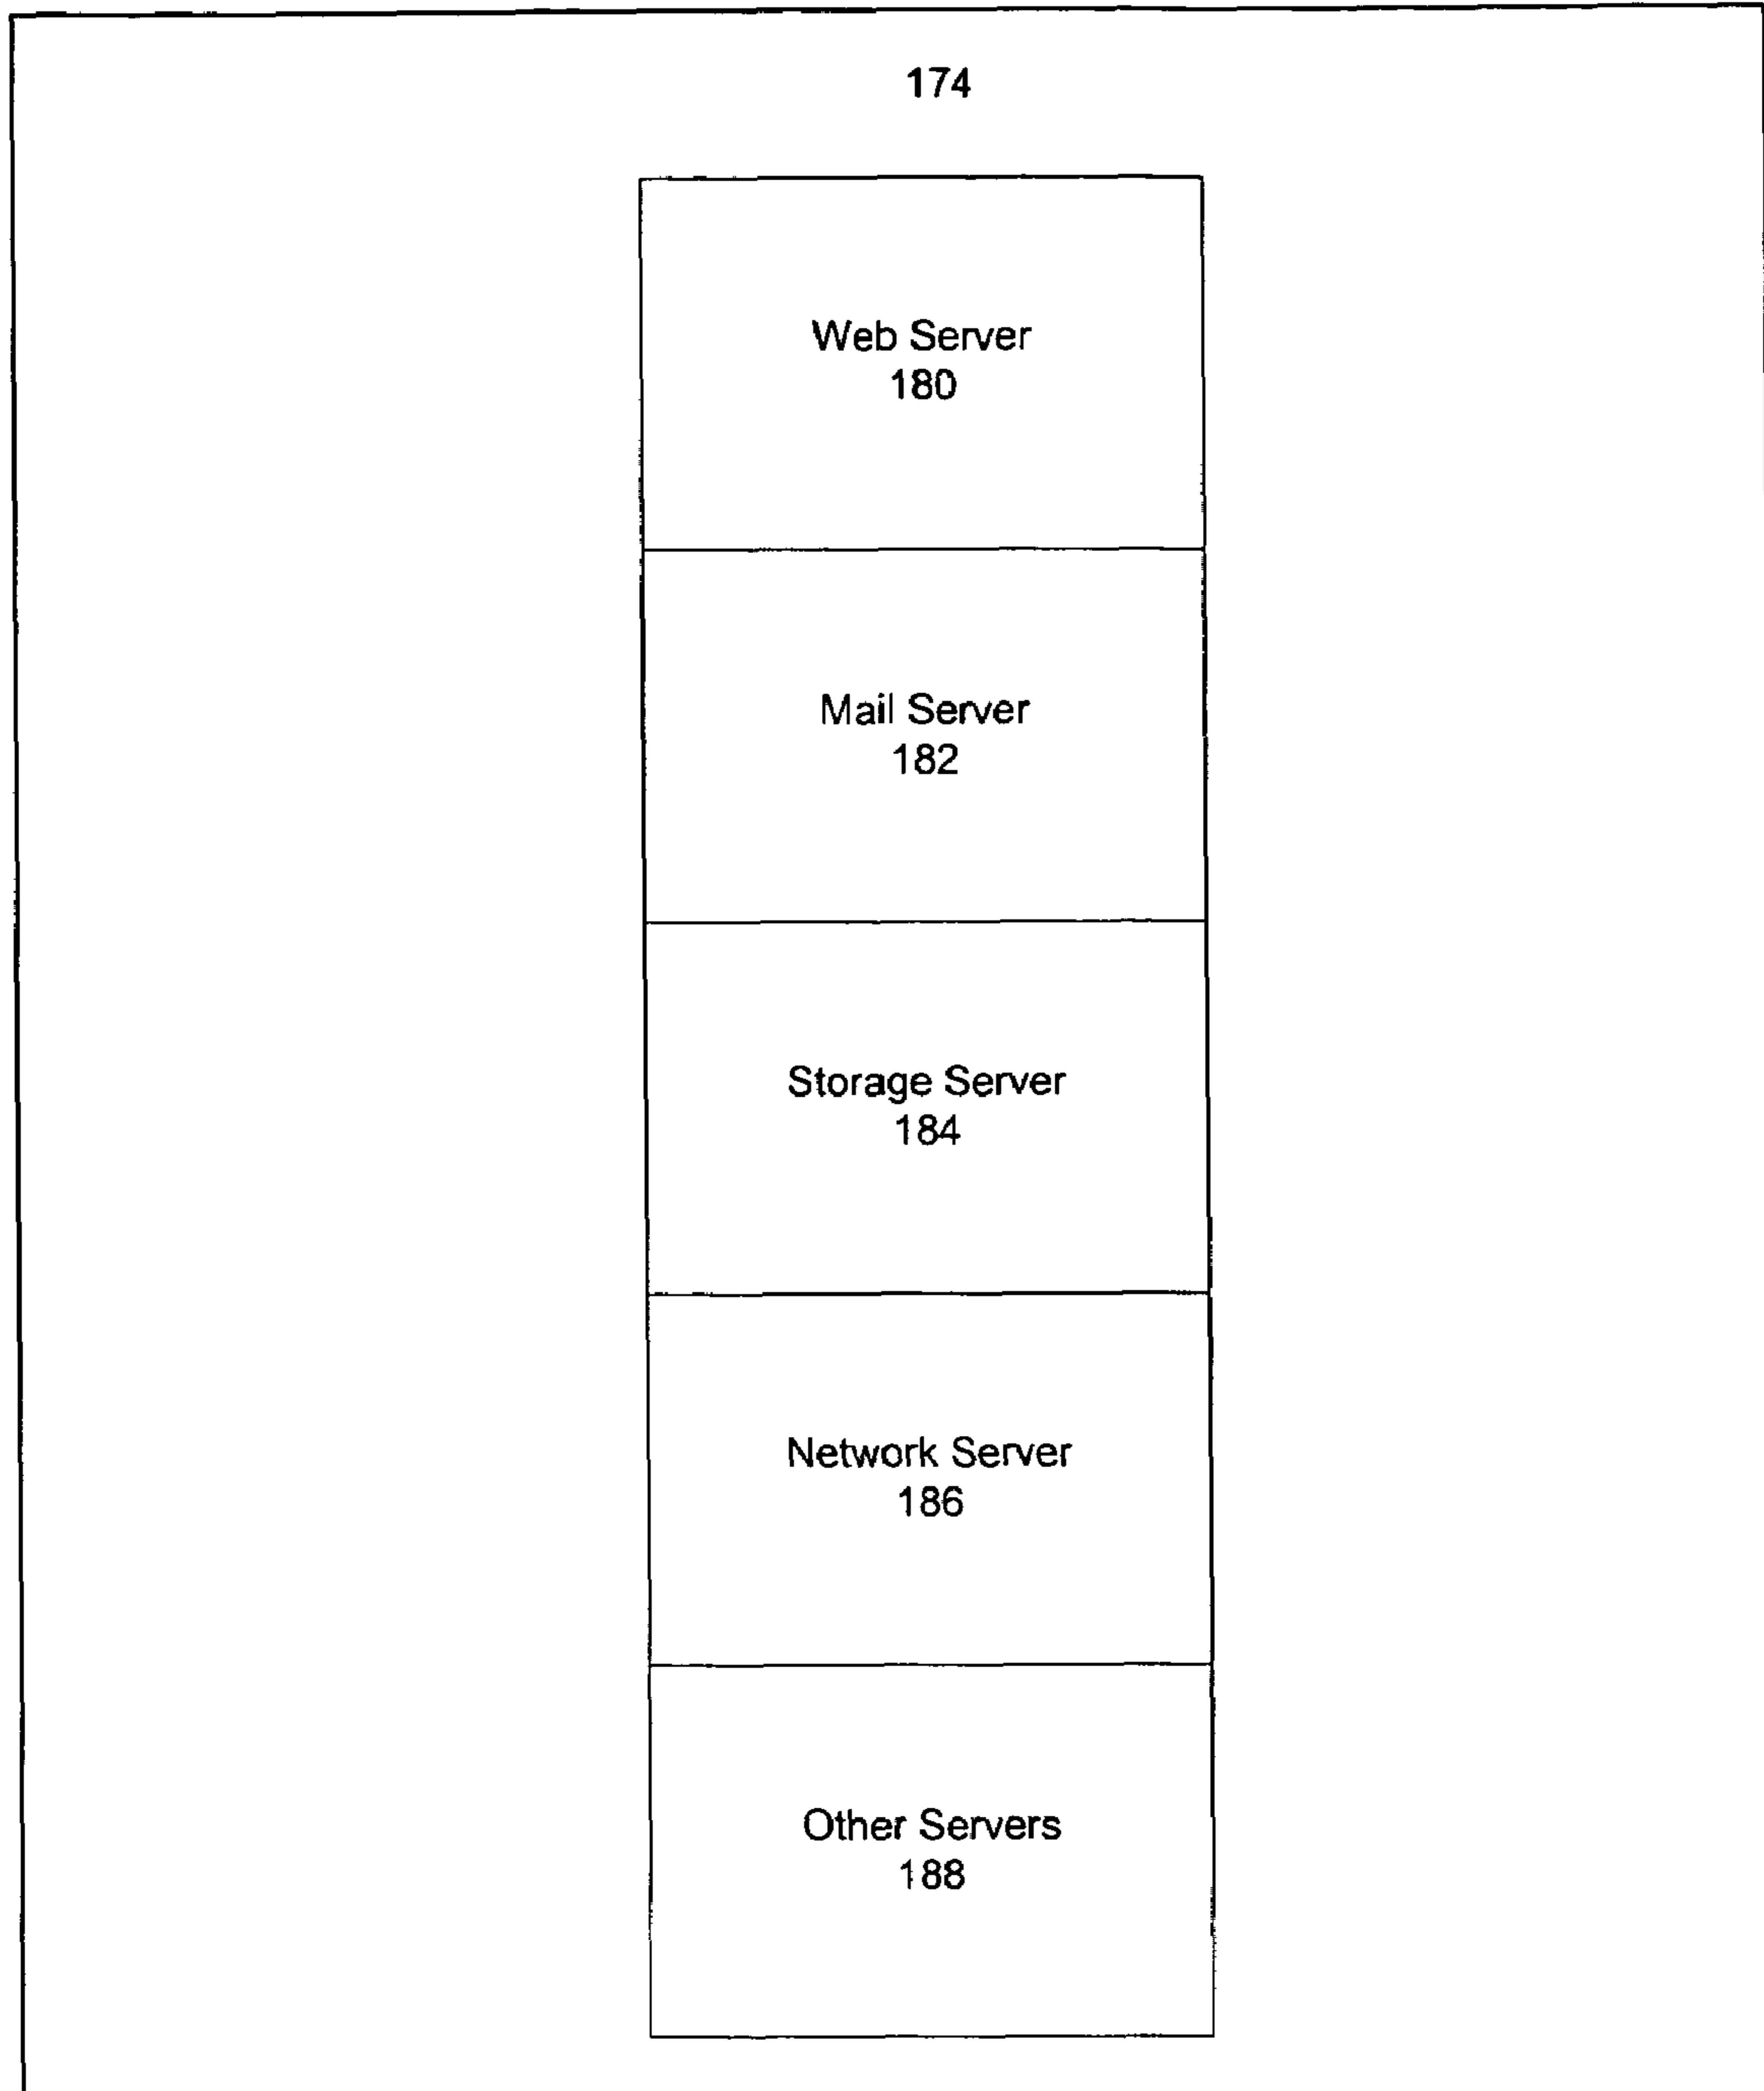 174
Web Server
180
Mail Server
182
Storage Server
184
Network Server
186
Other Servers
188